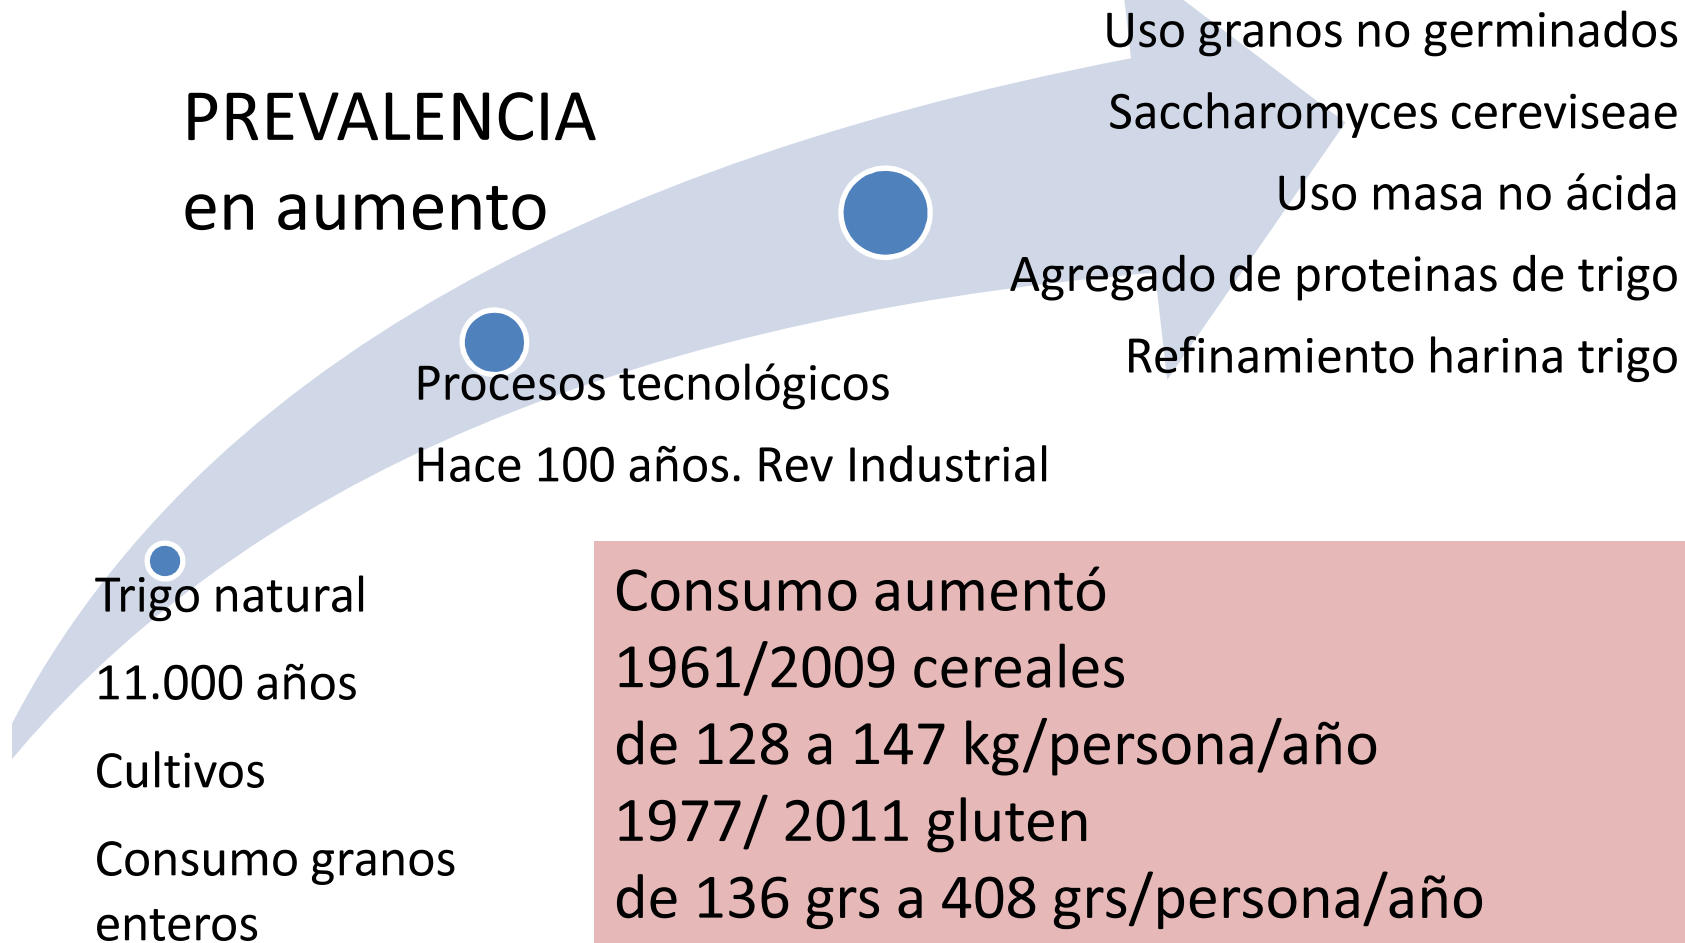 PREVALENCIA
en aumento
Uso granos no germinados
Saccharomyces cereviseae
Uso masa no ácida
Agregado de proteinas de trigo
Refinamiento harina trigo
Procesos tecnológicos
Hace 100 años. Rev Industrial
Trigo natural
11.000 años
Cultivos
Consumo granos
enteros
Consumo aumentó
1961/2009 cereales
de 128 a 147 kg/persona/año
1977/ 2011 gluten
de 136 grs a 408 grs/persona/año